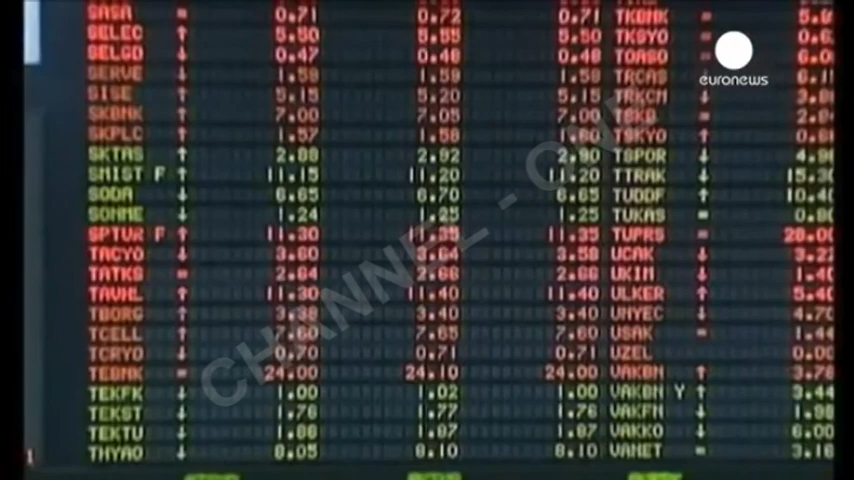 SASA = 0.71 0.72 0.71 TKBNK =
SELEC ↑ 5.50 5.55 5.50 TKSYO =
SELGD ↓ 0.47 0.48 0.48 TOASO =
SERVE ↓ 1.58 1.59 1.58 TRCAS ↓
SISE ↓ 5.15 5.20 5.15 TRKCM ↓
SKBNK ↑ 7.00 7.05 7.00 TSKB =
SKPLC ↑ 1.57 1.58 TSKYO ↑
SKTAS ↑ 2.88 2.92 2.90 TSPOR ↓
SMIST F ↑ 11.15 11.20 11.20 TTRAK ↓
SODA ↓ 6.65 6.70 6.65 TUDDF ↑
SONME ↓ 1.24 1.25 1.25 TUKAS =
SPTUR F ↑ 11.30 11.35 11.35 TUPRS =
TACYO ↓ 3.60 3.64 3.58 UCAK ↓
TATKS = 2.64 2.66 2.66 UKIM ↓
TAVHL ↑ 11.30 11.40 11.40 ULKER ↑
TBORG ↑ 3.38 3.40 3.40 UNYEC ↓
TCELL ↑ 7.65 7.60 USAK =
TCRYO ↓ 0.70 0.71 0.71 UZEL
TEBNK = 24.00 24.10 24.00 VAKBN ↑
TEKFK ↓ 1.00 1.02 1.00 VAKBN Y ↑
TEKST ↓ 1.76 1.77 1.76 VAKFN ↓
TEKTU ↓ 1.86 1.87 1.87 VAKKO ↓
THYAO ↓ 8.05 8.10 8.10 VANET =
1
euronews
CHANNEL - ONE